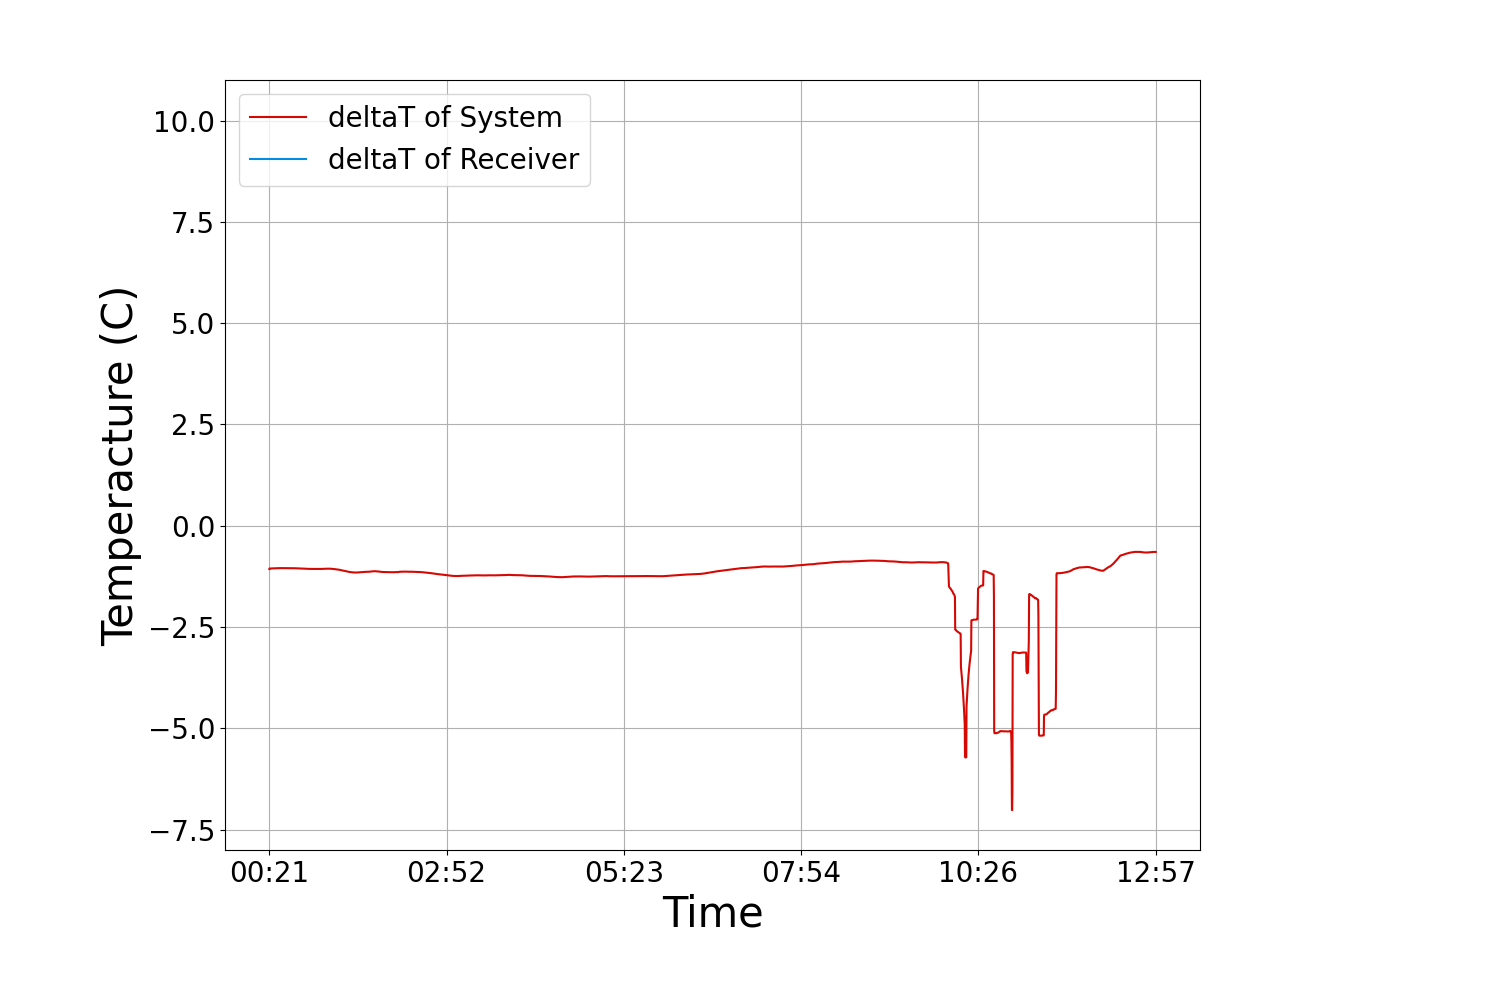 deltaT of System
deltaT of Receiver
10.0
7.5
5.0
2.5
0.0
−2.5
−5.0
−7.5
Temperacture (C)
00:21 02:52 05:23 07:54 10:26 12:57
Time